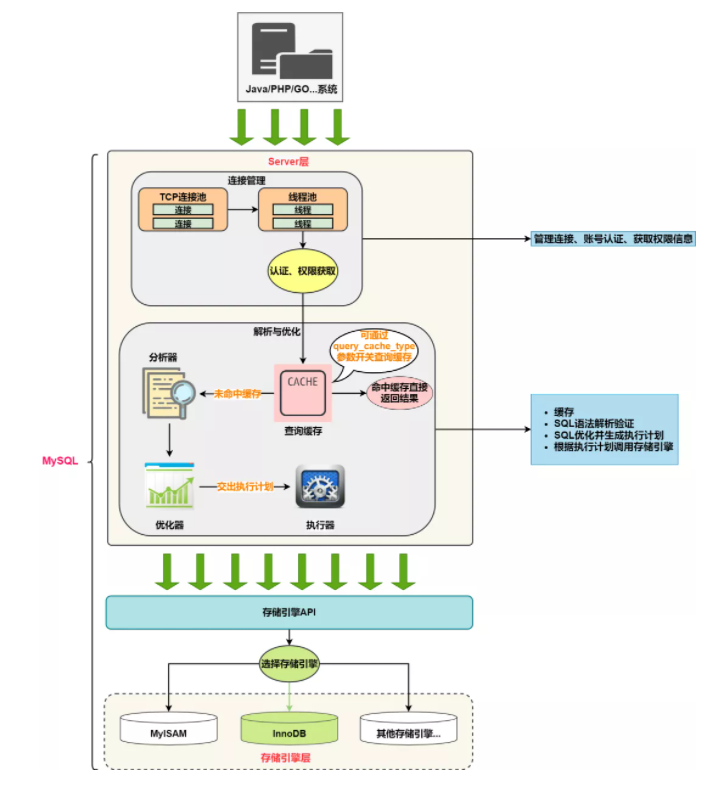 Java/PHP/GO...系统
Server层
连接管理
TCP连接池
连接
连接
线程池
线程
线程
认证、权限获取
管理连接、账号认证、获取权限信息
解析与优化
可通过
query_cache_type
参数开关查询缓存
分析器
未命中缓存
CACHE
查询缓存
命中缓存直接
返回结果
• 缓存
• SQL语法解析验证
• SQL优化并生成执行计划
• 根据执行计划调用存储引擎
MySQL
优化器
交出执行计划
执行器
存储引擎API
选择存储引擎
MyISAM
InnoDB
其他存储引擎...
存储引擎层